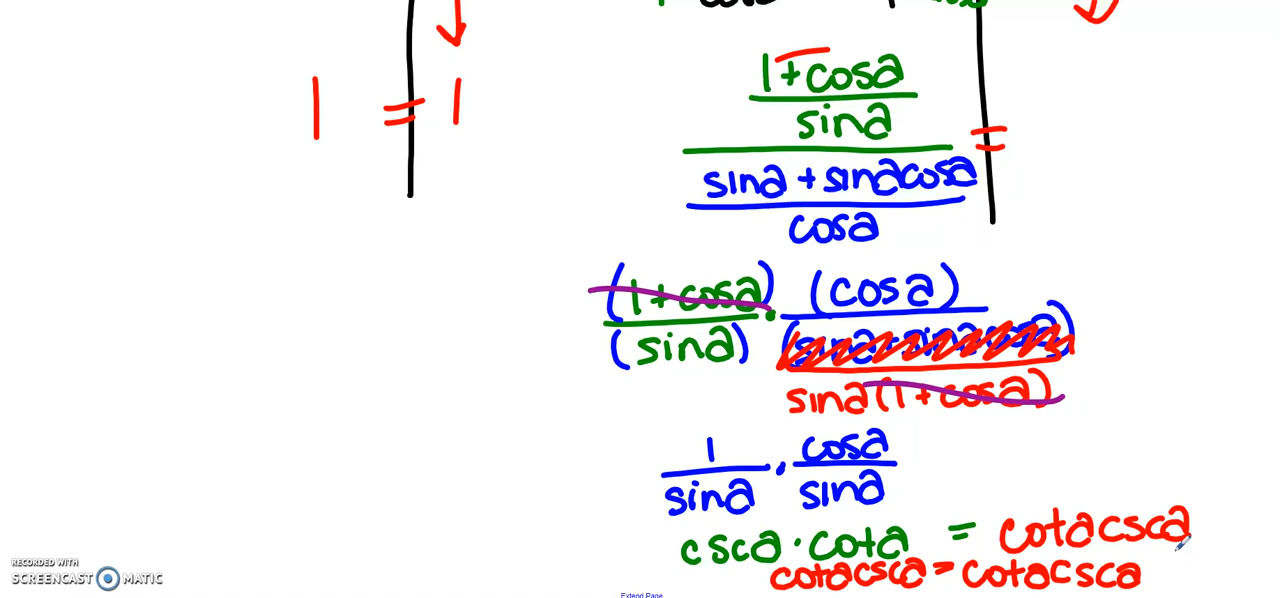 1 = 1
1 + cosa
sina
sina + sinacosa
cosa
=
(1 + cosa) · (cosa)
(sina)
sina(1 + cosa)
1 · cosa
sina sina
csca · cota = cotacsca
cotacsca = cotacsca
RECORDED WITH
SCREENCAST MATIC
Extend Page